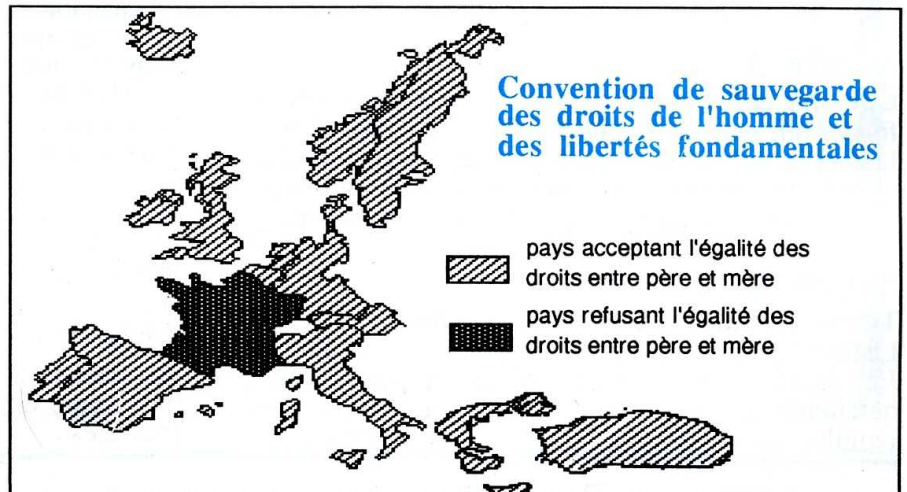 Convention de sauvegarde
des droits de l'homme et
des libertés fondamentales
pays acceptant l'égalité des
droits entre père et mère
pays refusant l'égalité des
droits entre père et mère